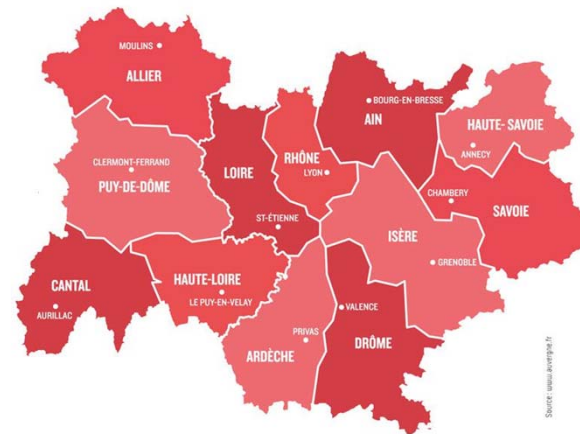 MOULINS
ALLIER
BOURG-EN-BRESSE
AIN
HAUTE- SAVOIE
ANNECY
CLERMONT-FERRAND
PUY-DE-DÔME
LOIRE
RHÔNE
LYON
CHAMBERY
SAVOIE
ST-ÉTIENNE
ISÈRE
GRENOBLE
CANTAL
AURILLAC
HAUTE-LOIRE
LE PUY-EN-VELAY
VALENCE
PRIVAS
ARDÈCHE
DRÔME
Source: www.auvergne.fr